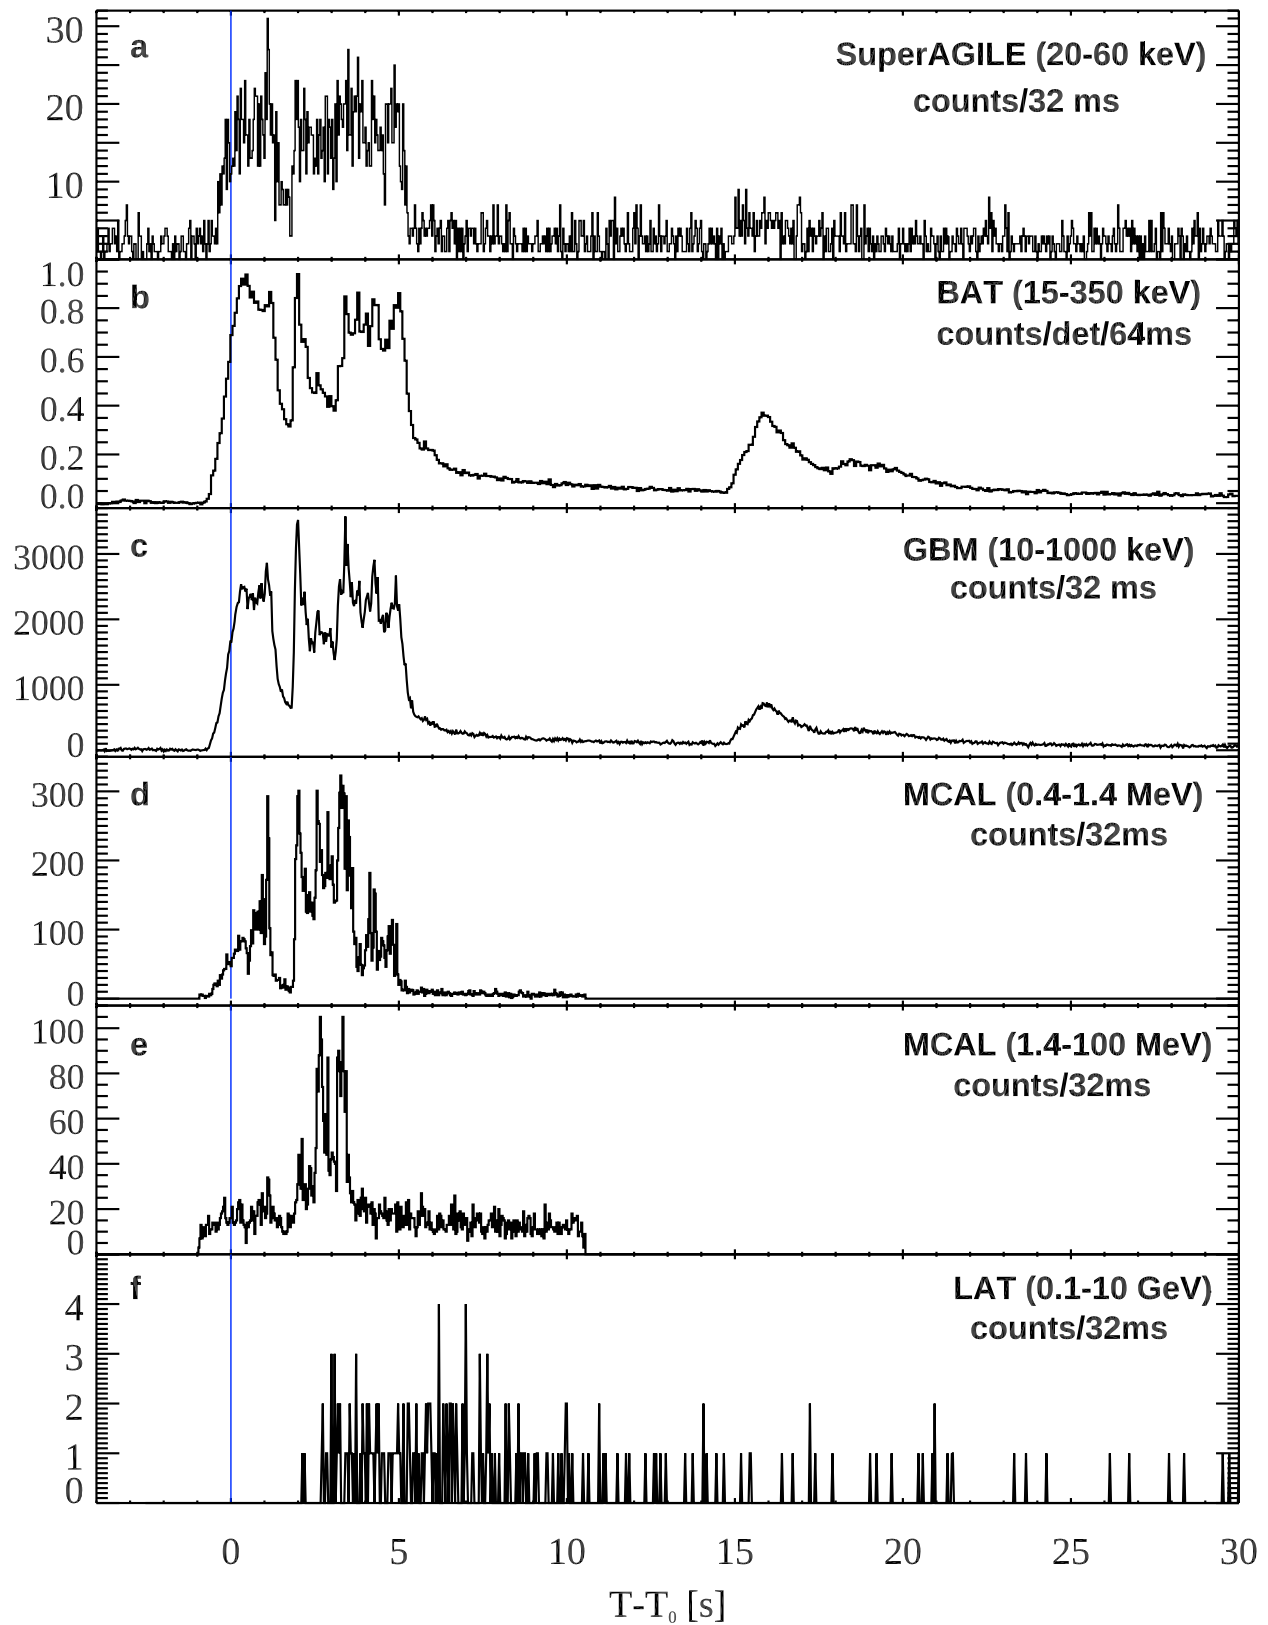 30
a
SuperAGILE (20-60 keV)
counts/32 ms
20
10
1.0
b
BAT (15-350 keV)
0.8
counts/det/64ms
0.6
0.4
0.2
0.0
c
GBM (10-1000 keV)
3000
counts/32 ms
2000
1000
0
d
MCAL (0.4-1.4 MeV)
300
counts/32ms
200
100
0
100
e
MCAL (1.4-100 MeV)
80
counts/32ms
60
40
20
0
f
LAT (0.1-10 GeV)
4
counts/32ms
3
2
1
0
0 5 10 15 20 25 30
T-T₀ [s]